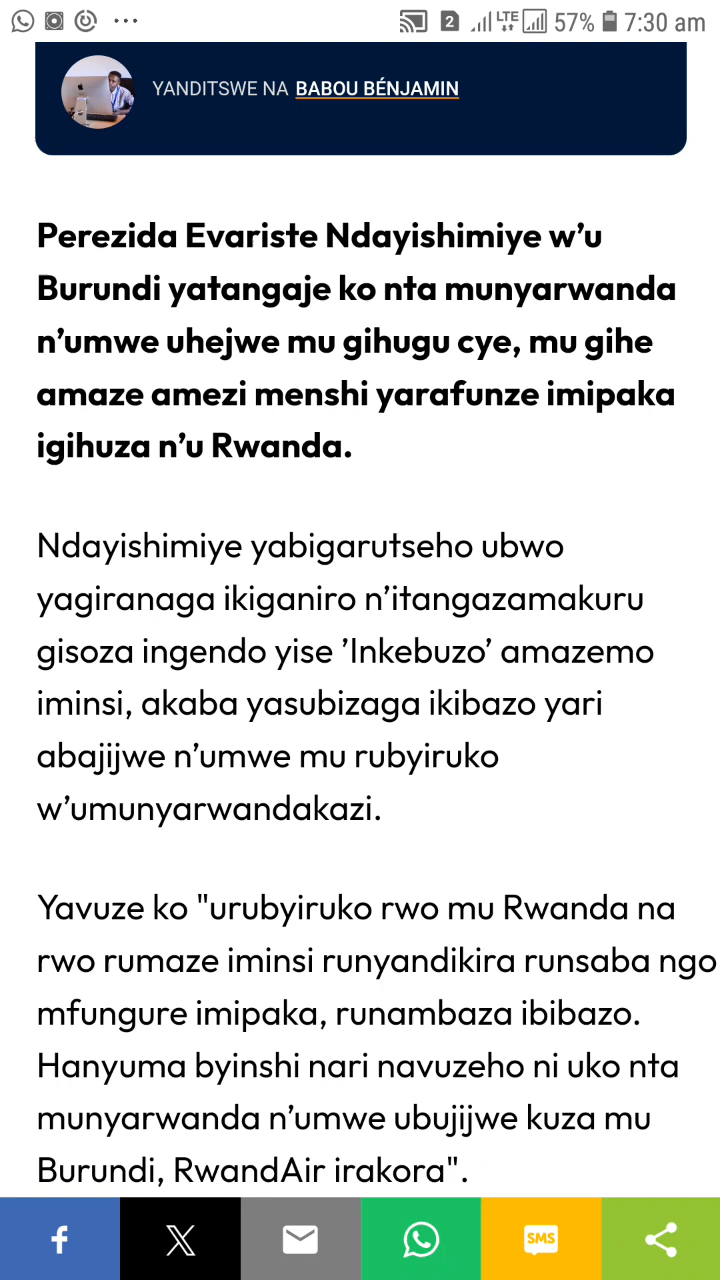 LTE 57% 7:30 am
2
YANDITSWE NA BABOU BÉNJAMIN
Perezida Evariste Ndayishimiye w’u
Burundi yatangaje ko nta munyarwanda
n’umwe uhejwe mu gihugu cye, mu gihe
amaze amezi menshi yarafunze imipaka
igihuza n’u Rwanda.
Ndayishimiye yabigarutseho ubwo
yagiranaga ikiganiro n’itangazamakuru
gisoza ingendo yise ’Inkebuzo’ amazemo
iminsi, akaba yasubizaga ikibazo yari
abajijwe n’umwe mu rubyiruko
w’umunyarwandakazi.
Yavuze ko "urubyiruko rwo mu Rwanda na
rwo rumaze iminsi runyandikira runsaba ngo
mfungure imipaka, runambaza ibibazo.
Hanyuma byinshi nari navuzeho ni uko nta
munyarwanda n’umwe ubujijwe kuza mu
Burundi, RwandAir irakora".
SMS